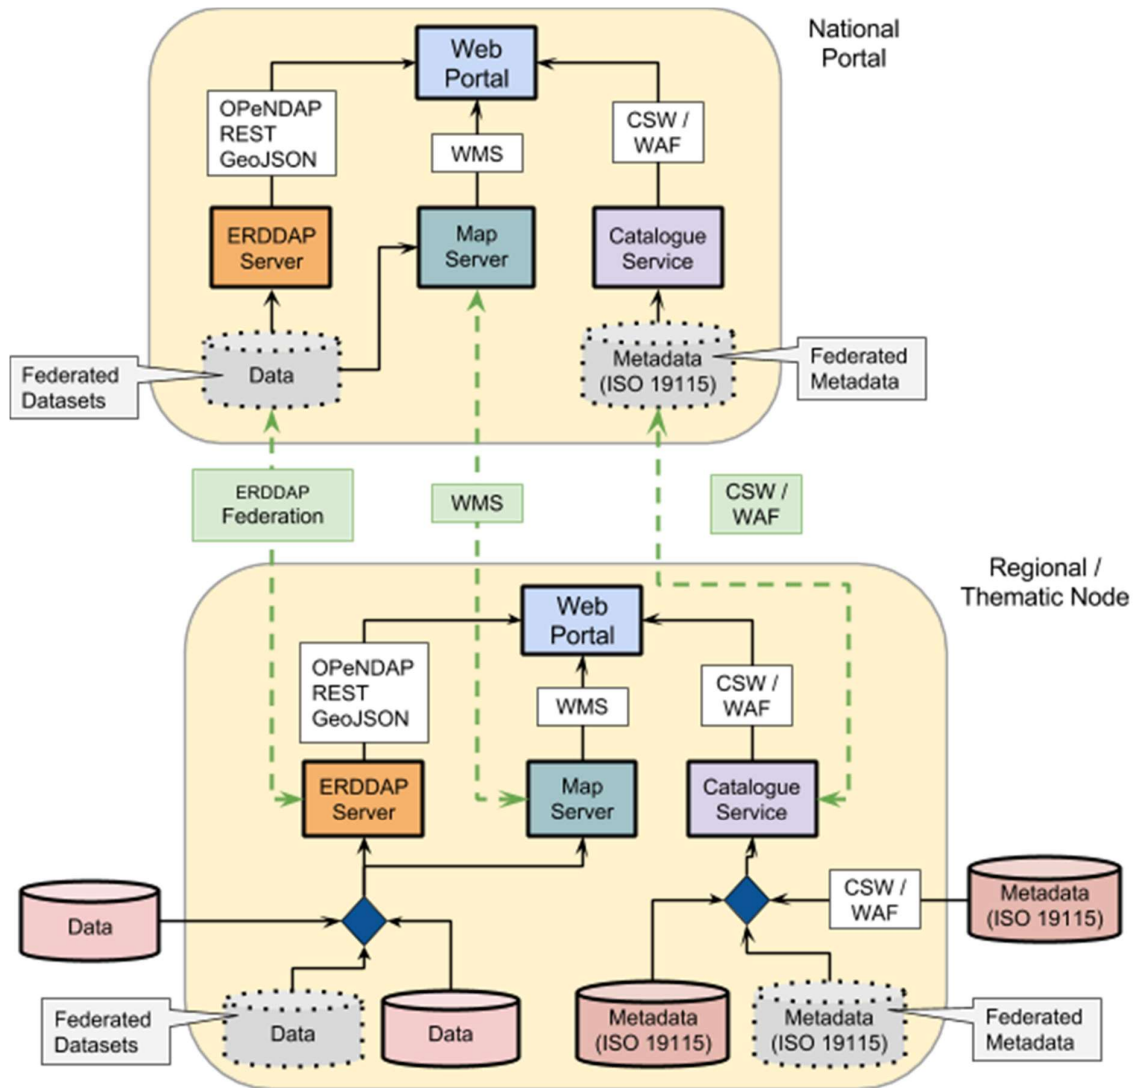 National
Portal
Web
Portal
OPeNDAP
REST
GeoJSON
WMS
CSW /
WAF
ERDDAP
Server
Map
Server
Catalogue
Service
Federated
Datasets
Data
Metadata
(ISO 19115)
Federated
Metadata
ERDDAP
Federation
WMS
CSW /
WAF
Regional /
Thematic Node
Web
Portal
OPeNDAP
REST
GeoJSON
WMS
CSW /
WAF
ERDDAP
Server
Map
Server
Catalogue
Service
Data
CSW /
WAF
Metadata
(ISO 19115)
Federated
Datasets
Data
Data
Metadata
(ISO 19115)
Metadata
(ISO 19115)
Federated
Metadata